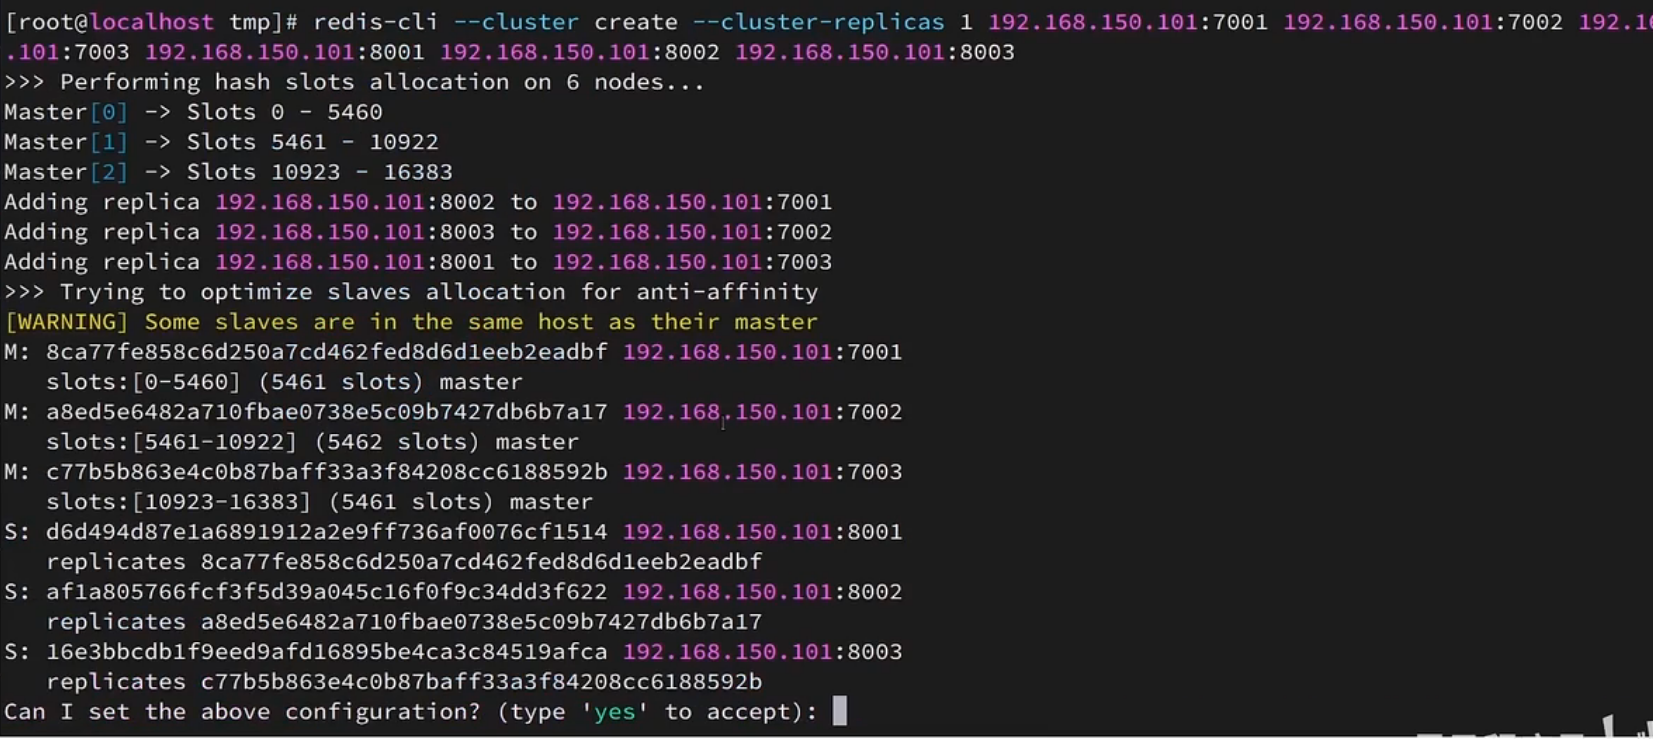 [root@localhost tmp]# redis-cli --cluster create --cluster-replicas 1 192.168.150.101:7001 192.168.150.101:7002 192.16
.101:7003 192.168.150.101:8001 192.168.150.101:8002 192.168.150.101:8003
>>> Performing hash slots allocation on 6 nodes...
Master[0] -> Slots 0 - 5460
Master[1] -> Slots 5461 - 10922
Master[2] -> Slots 10923 - 16383
Adding replica 192.168.150.101:8002 to 192.168.150.101:7001
Adding replica 192.168.150.101:8003 to 192.168.150.101:7002
Adding replica 192.168.150.101:8001 to 192.168.150.101:7003
>>> Trying to optimize slaves allocation for anti-affinity
[WARNING] Some slaves are in the same host as their master
M: 8ca77fe858c6d250a7cd462fed8d6d1eeb2eadbf 192.168.150.101:7001
slots:[0-5460] (5461 slots) master
M: a8ed5e6482a710fbae0738e5c09b7427db6b7a17 192.168.150.101:7002
slots:[5461-10922] (5462 slots) master
M: c77b5b863e4c0b87baff33a3f84208cc6188592b 192.168.150.101:7003
slots:[10923-16383] (5461 slots) master
S: d6d494d87e1a6891912a2e9ff736af0076cf1514 192.168.150.101:8001
replicates 8ca77fe858c6d250a7cd462fed8d6d1eeb2eadbf
S: af1a805766fcf3f5d39a045c16f0f9c34dd3f622 192.168.150.101:8002
replicates a8ed5e6482a710fbae0738e5c09b7427db6b7a17
S: 16e3bbcdb1f9eed9afd16895be4ca3c84519afca 192.168.150.101:8003
replicates c77b5b863e4c0b87baff33a3f84208cc6188592b
Can I set the above configuration? (type 'yes' to accept):